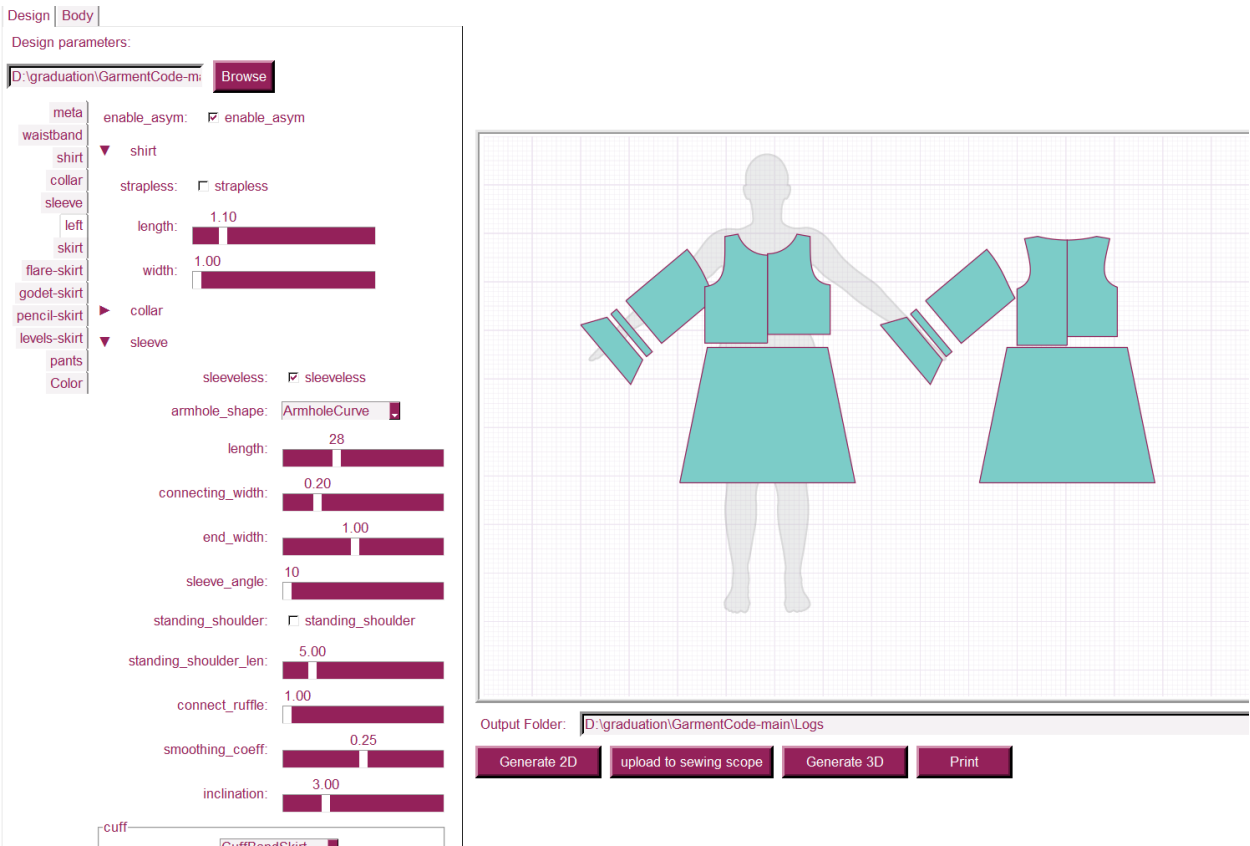 Design Body
Design parameters:
D:\graduation\GarmentCode-ma Browse
meta
waistband
shirt
collar
sleeve
left
skirt
flare-skirt
godet-skirt
pencil-skirt
levels-skirt
pants
Color
enable_asym: enable_asym
shirt
strapless: strapless
1.10
length:
1.00
width:
collar
sleeve
sleeveless: sleeveless
armhole_shape: ArmholeCurve
28
length:
0.20
connecting_width:
1.00
end_width:
10
sleeve_angle:
standing_shoulder: standing_shoulder
5.00
standing_shoulder_len:
1.00
connect_ruffle:
0.25
smoothing_coeff:
3.00
inclination:
cuff
CuffBandSkirt
Output Folder: D:\graduation\GarmentCode-main\Logs
Generate 2D upload to sewing scope Generate 3D Print